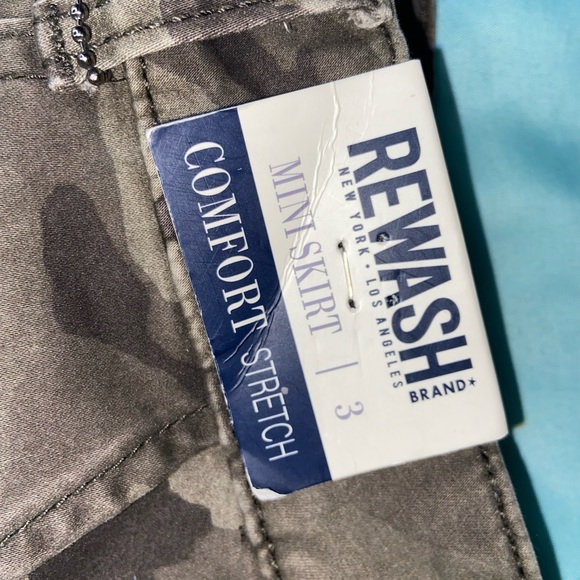 REWASH
NEW YORK • LOS ANGELES
BRAND★
MINI SKIRT | 3
COMFORT STRETCH